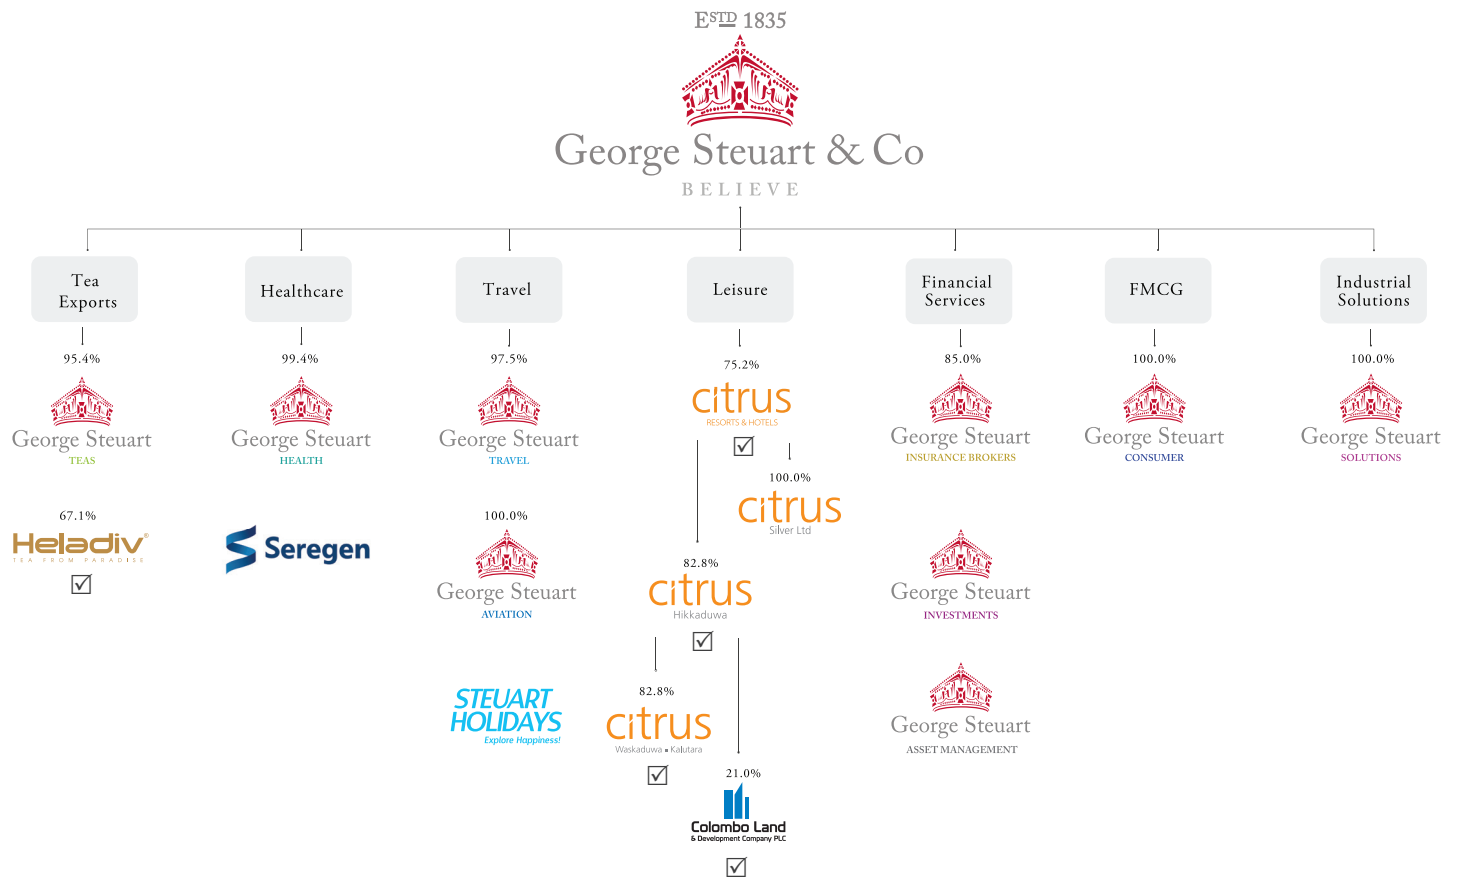 ESTD 1835
George Steuart & Co
BELIEVE
Tea
Exports
Healthcare
Travel
Leisure
Financial
Services
FMCG
Industrial
Solutions
95.4%
George Steuart
TEAS
67.1%
Heladiv®
TEA FROM PARADISE
99.4%
George Steuart
HEALTH
Seregen
97.5%
George Steuart
TRAVEL
100.0%
George Steuart
AVIATION
STEUART
HOLIDAYS
Explore Happiness!
75.2%
citrus
RESORTS & HOTELS
100.0%
citrus
Silver Ltd
82.8%
citrus
Hikkaduwa
82.8%
citrus
Waskaduwa ▪ Kalutara
21.0%
Colombo Land
& Development Company PLC
85.0%
George Steuart
INSURANCE BROKERS
George Steuart
INVESTMENTS
George Steuart
ASSET MANAGEMENT
100.0%
George Steuart
CONSUMER
100.0%
George Steuart
SOLUTIONS